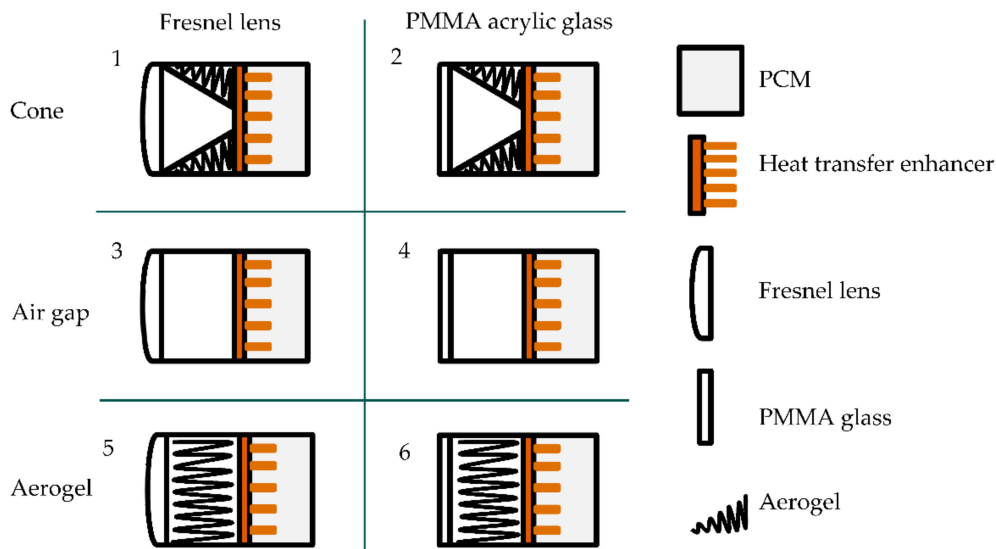 Fresnel lens
PMMA acrylic glass
1
2
Cone
PCM
Heat transfer enhancer
3
4
Air gap
Fresnel lens
PMMA glass
5
6
Aerogel
Aerogel